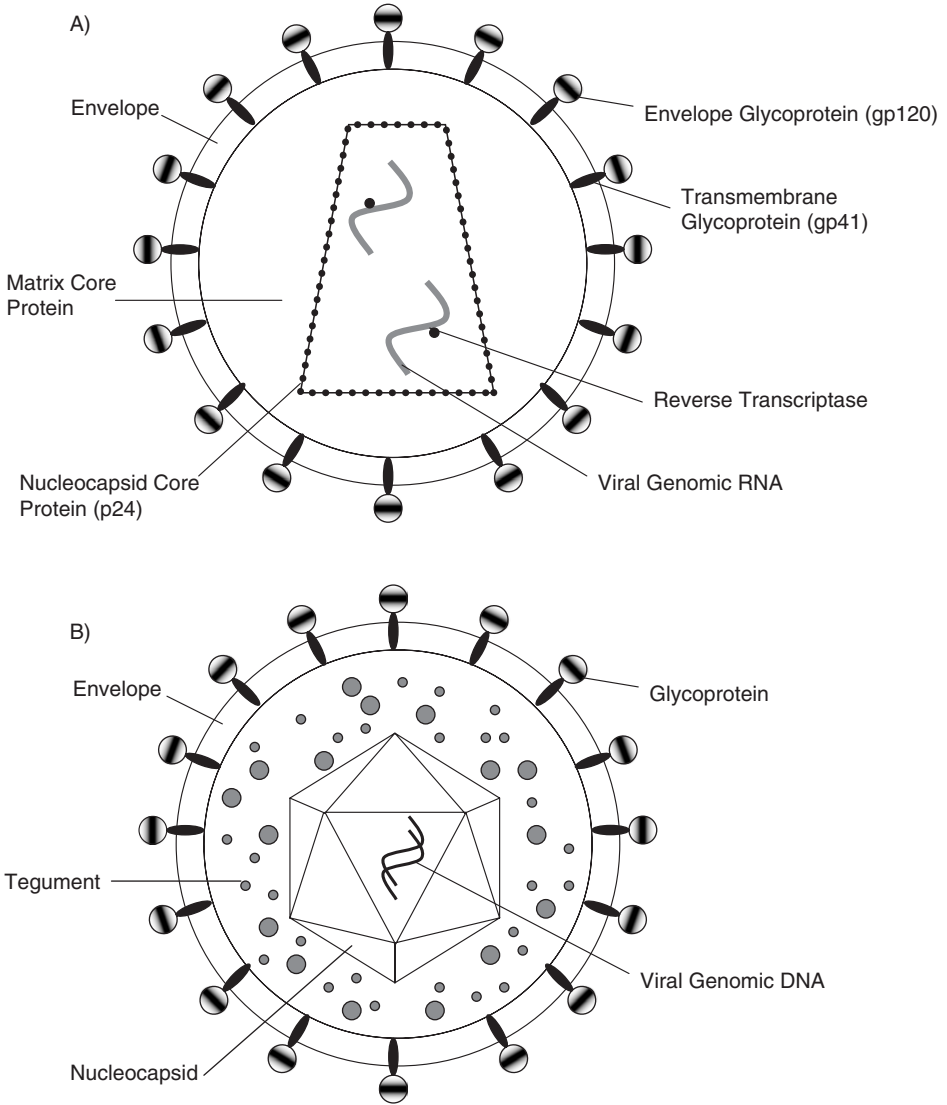 A)
Envelope
Envelope Glycoprotein (gp120)
Transmembrane
Glycoprotein (gp41)
Matrix Core
Protein
Reverse Transcriptase
Nucleocapsid Core
Protein (p24)
Viral Genomic RNA
B)
Envelope
Glycoprotein
Tegument
Viral Genomic DNA
Nucleocapsid